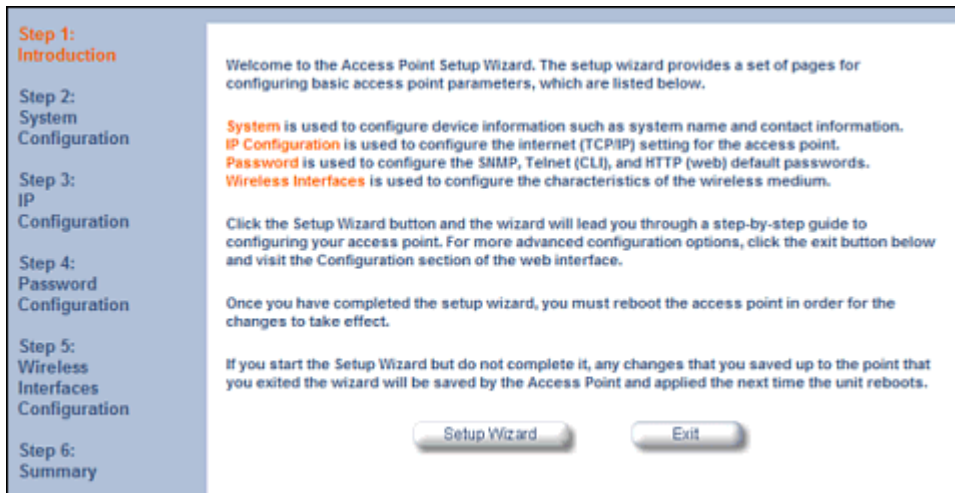 Step 1:
Introduction
Step 2:
System
Configuration
Step 3:
IP
Configuration
Step 4:
Password
Configuration
Step 5:
Wireless
Interfaces
Configuration
Step 6:
Summary
Welcome to the Access Point Setup Wizard. The setup wizard provides a set of pages for
configuring basic access point parameters, which are listed below.
System is used to configure device information such as system name and contact information.
IP Configuration is used to configure the internet (TCP/IP) setting for the access point.
Password is used to configure the SNMP, Telnet (CLI), and HTTP (web) default passwords.
Wireless Interfaces is used to configure the characteristics of the wireless medium.
Click the Setup Wizard button and the wizard will lead you through a step-by-step guide to
configuring your access point. For more advanced configuration options, click the exit button below
and visit the Configuration section of the web interface.
Once you have completed the setup wizard, you must reboot the access point in order for the
changes to take effect.
If you start the Setup Wizard but do not complete it, any changes that you saved up to the point that
you exited the wizard will be saved by the Access Point and applied the next time the unit reboots.
Setup Wizard
Exit